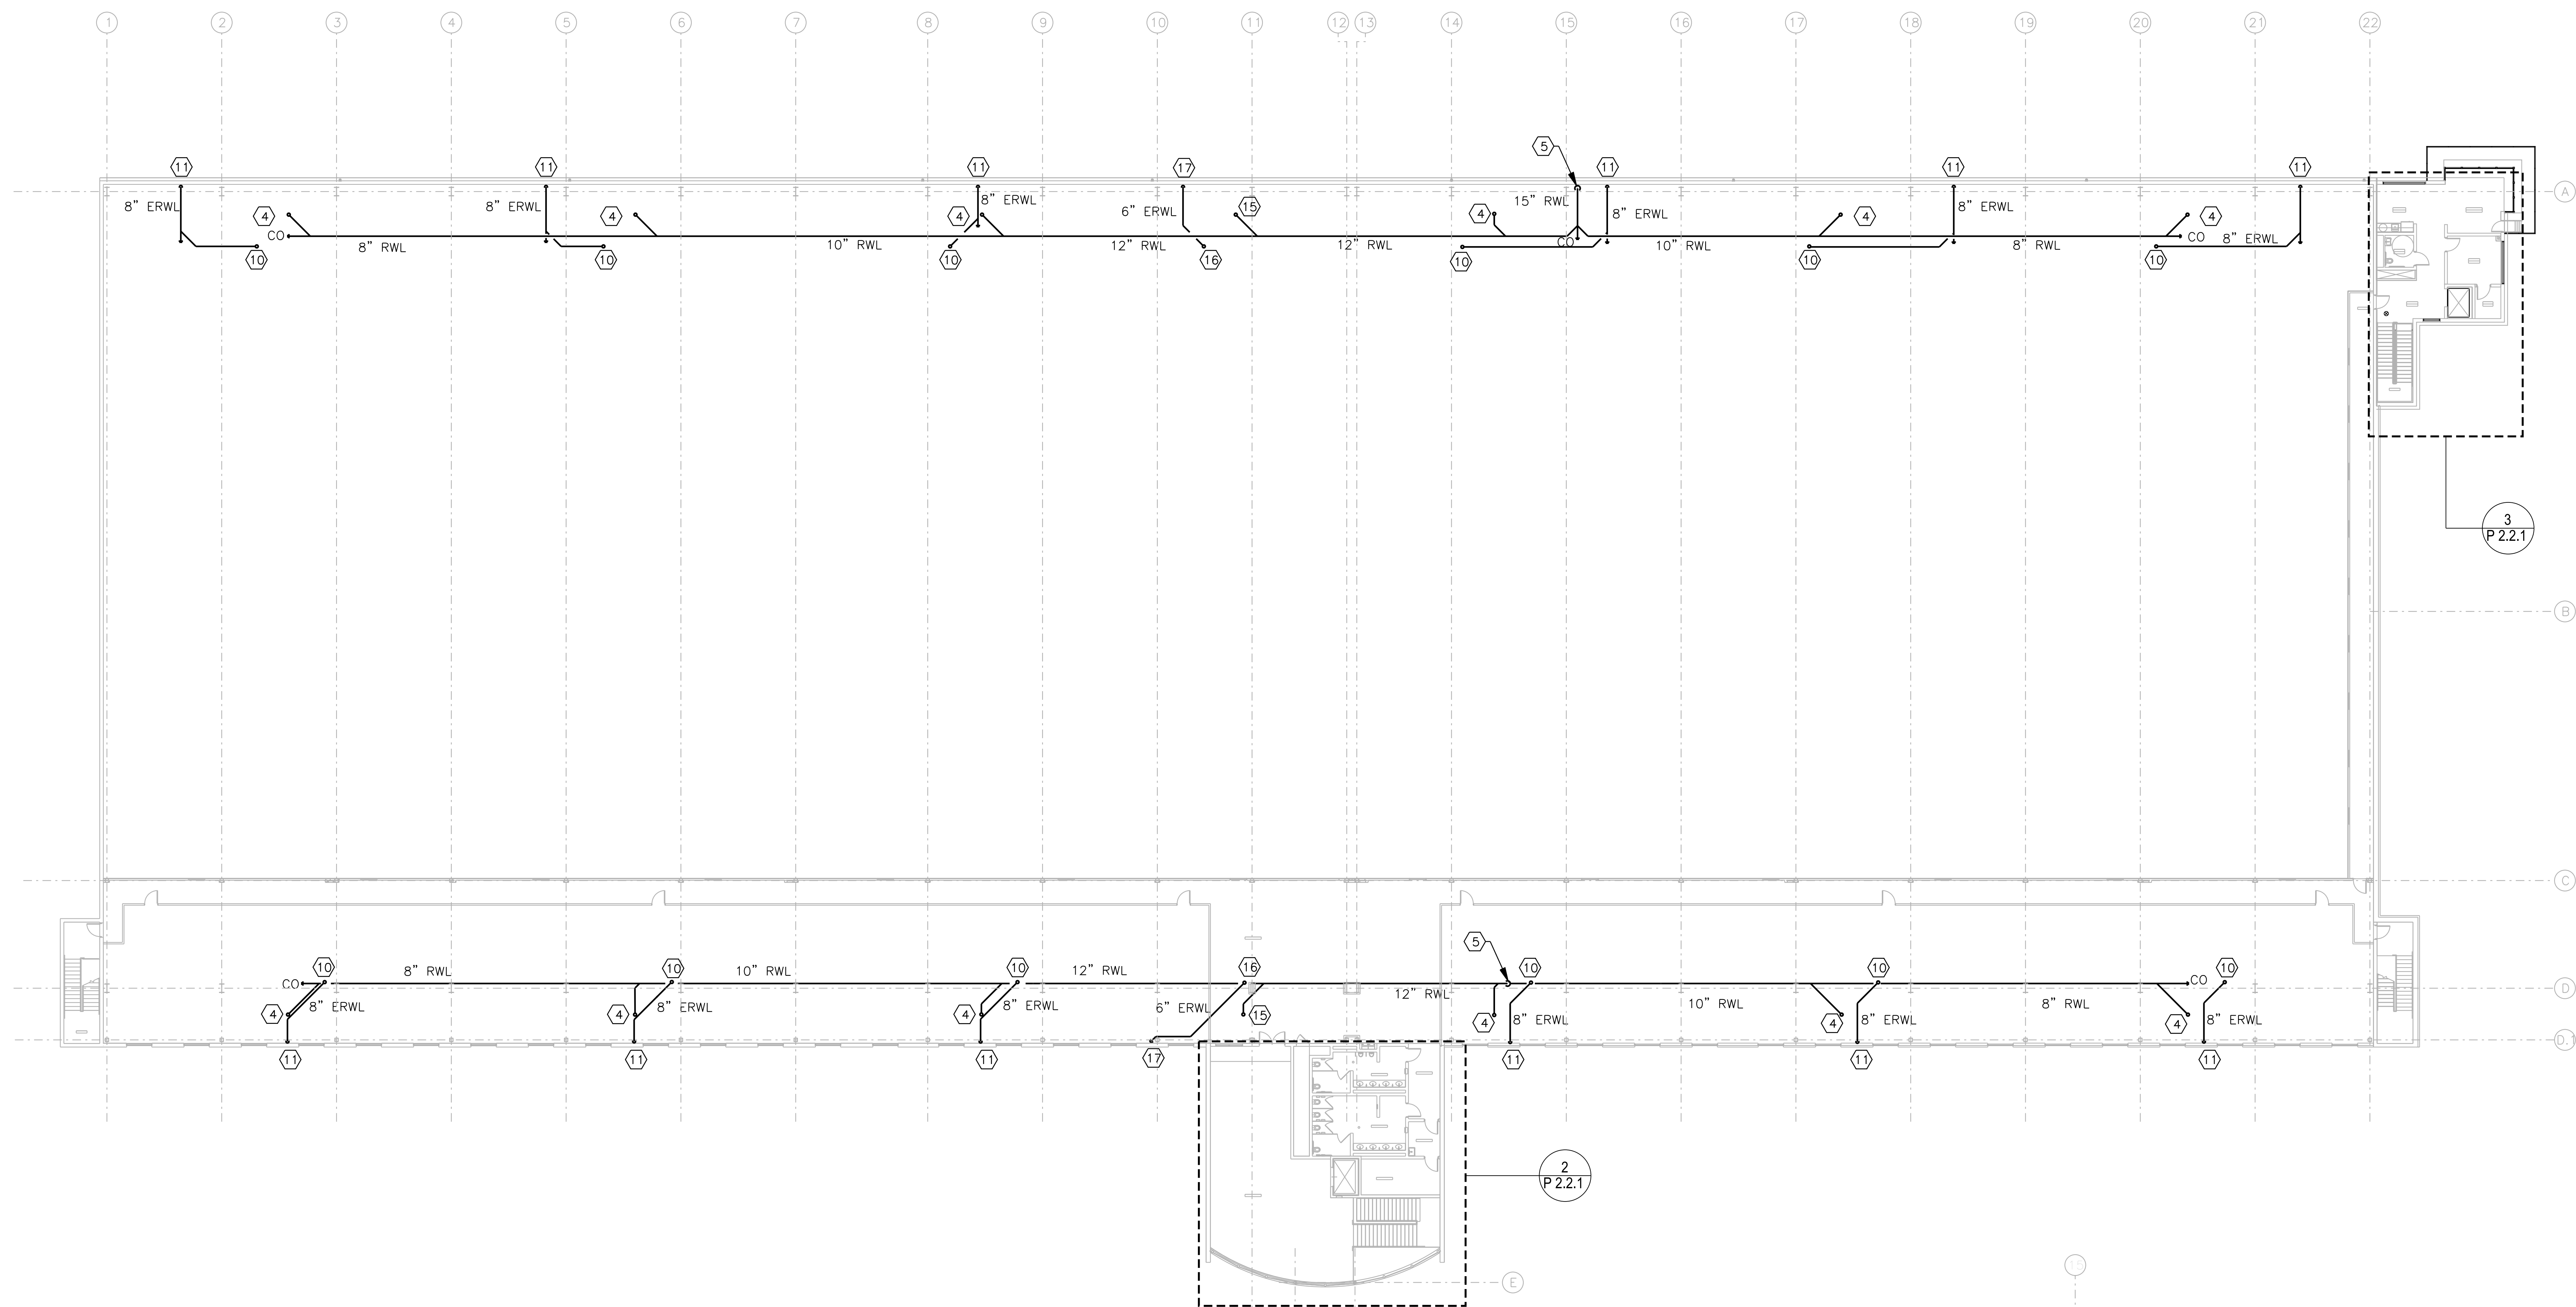 1 2 3 4 5 6 7 8 9 10 11 12 13 14 15 16 17 18 19 20 21 22
5
11 11 11 17 11 11 11
A
8" ERWL 8" ERWL 8" ERWL 6" ERWL 15" RWL 8" ERWL 8" ERWL
4 4 4 15 4 4 4
CO 8" RWL 10" RWL 12" RWL 12" RWL CO 10" RWL 8" RWL CO 8" ERWL
10 10 10 16 10 10 10
3
P 2.2.1
B
C
5
10 10 10 16 10 10 10
8" RWL 10" RWL 12" RWL
CO CO
D
12" RWL 10" RWL 8" RWL
8" ERWL 8" ERWL 8" ERWL 6" ERWL
4 4 4 15 4 4 4
8" ERWL 8" ERWL 8" ERWL
D.1
11 11 11 17 11 11 11
2
P 2.2.1
E